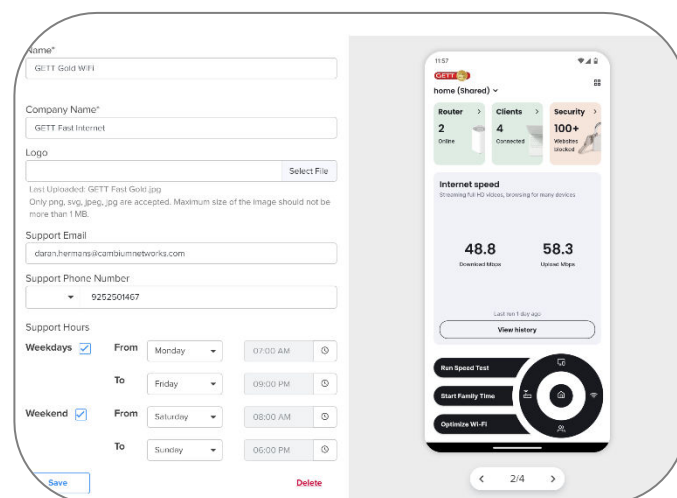 Name*
GETT Gold WiFi
Company Name*
GETT Fast Internet
Logo
Select File
Last Uploaded: GETT Fast Gold.jpg
Only png, svg, jpeg, jpg are accepted. Maximum size of the image should not be
more than 1 MB.
Support Email
daran.hermans@cambiumnetworks.com
Support Phone Number
9252501467
Support Hours
Weekdays From Monday 07:00 AM
To Friday 09:00 PM
Weekend From Saturday 08:00 AM
To Sunday 06:00 PM
Save Delete
11:57
GETT
home (Shared)
Router > Clients > Security >
2 4 100+
Online Connected Websites
blocked
Internet speed
Streaming full HD videos, browsing for many devices
48.8 58.3
Download Mbps Upload Mbps
Last run 1 day ago
View history
Run Speed Test
Start Family Time
Optimize Wi-Fi
< 2/4 >